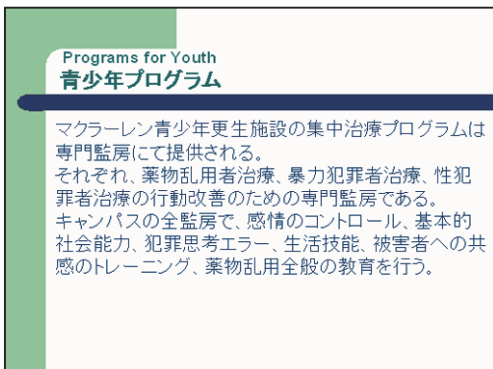 Programs for Youth
青少年プログラム
マクラーレン青少年更生施設の集中治療プログラムは
専門監房にて提供される。
それぞれ、薬物乱用者治療、暴力犯罪者治療、性犯
罪者治療の行動改善のための専門監房である。
キャンパスの全監房で、感情のコントロール、基本的
社会能力、犯罪思考エラー、生活技能、被害者への共
感のトレーニング、薬物乱用全般の教育を行う。